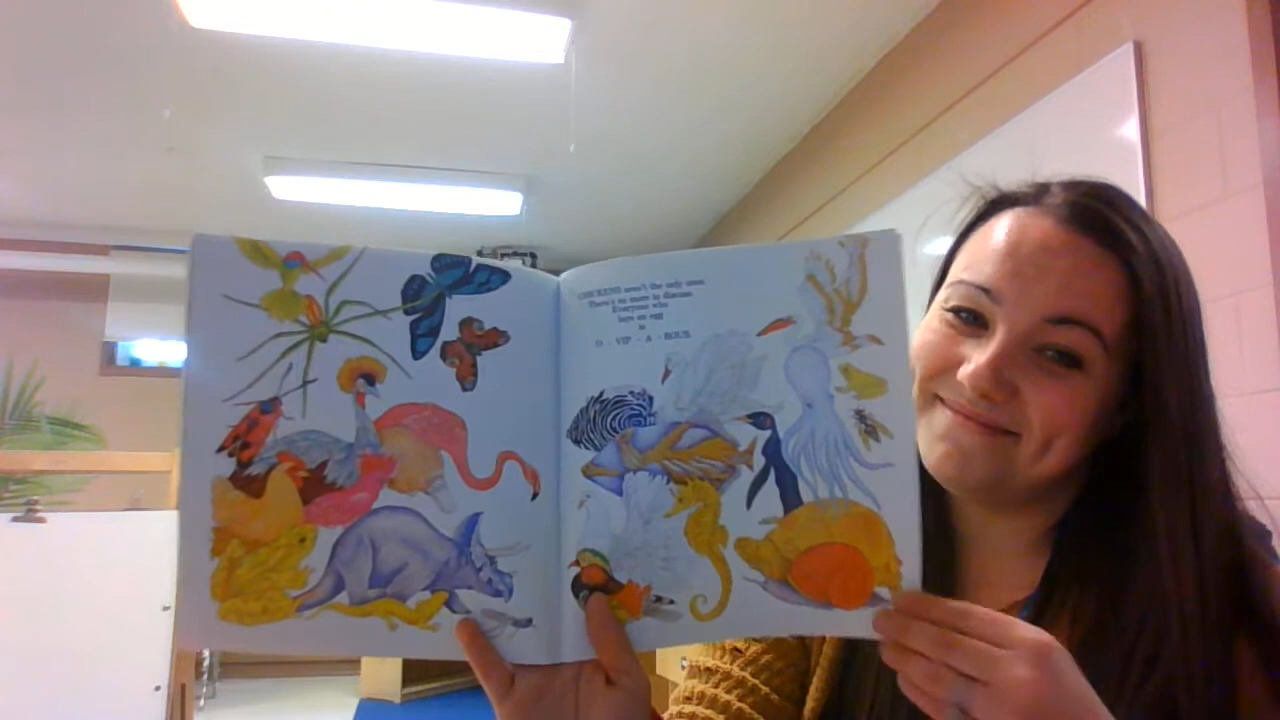 CHICKENS aren't the only ones.
There's no more to discuss.
Everyone who
lays an egg
is
O - VIP - A - ROUS.